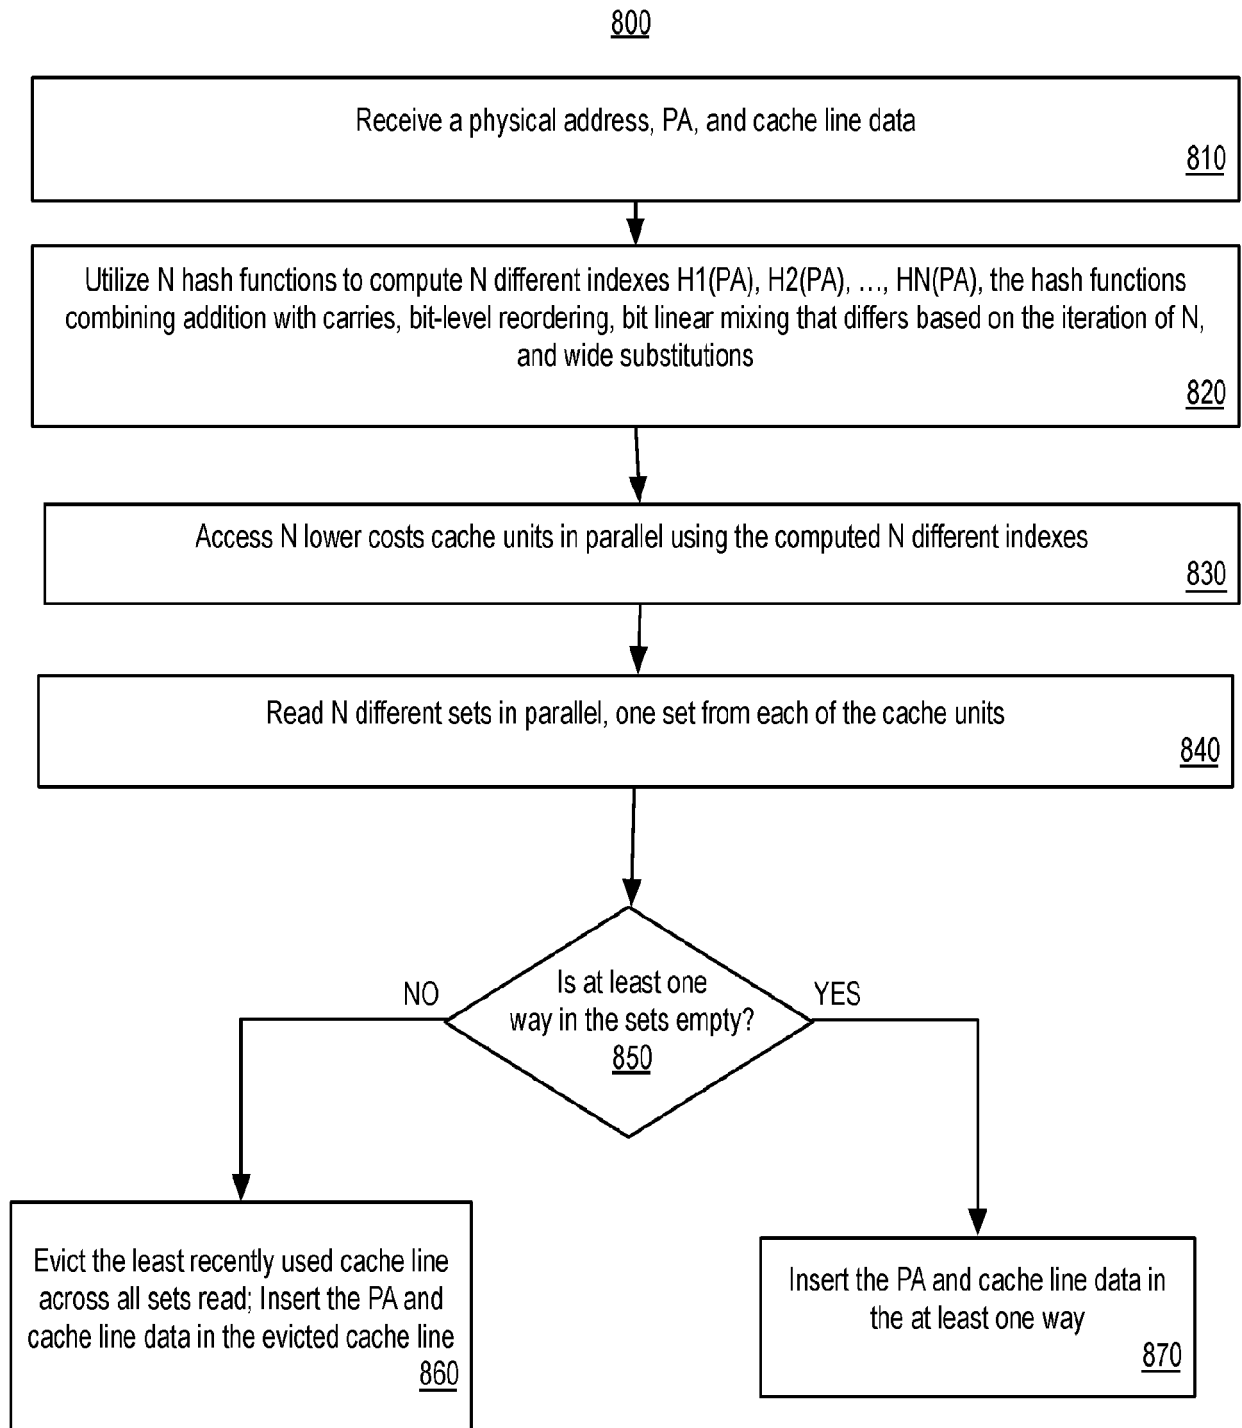 800
Receive a physical address, PA, and cache line data
810
Utilize N hash functions to compute N different indexes H1(PA), H2(PA), ..., HN(PA), the hash functions
combining addition with carries, bit-level reordering, bit linear mixing that differs based on the iteration of N,
and wide substitutions
820
Access N lower costs cache units in parallel using the computed N different indexes
830
Read N different sets in parallel, one set from each of the cache units
840
Is at least one
way in the sets empty?
850
NO
YES
Evict the least recently used cache line
across all sets read; Insert the PA and
cache line data in the evicted cache line
860
Insert the PA and cache line data in
the at least one way
870